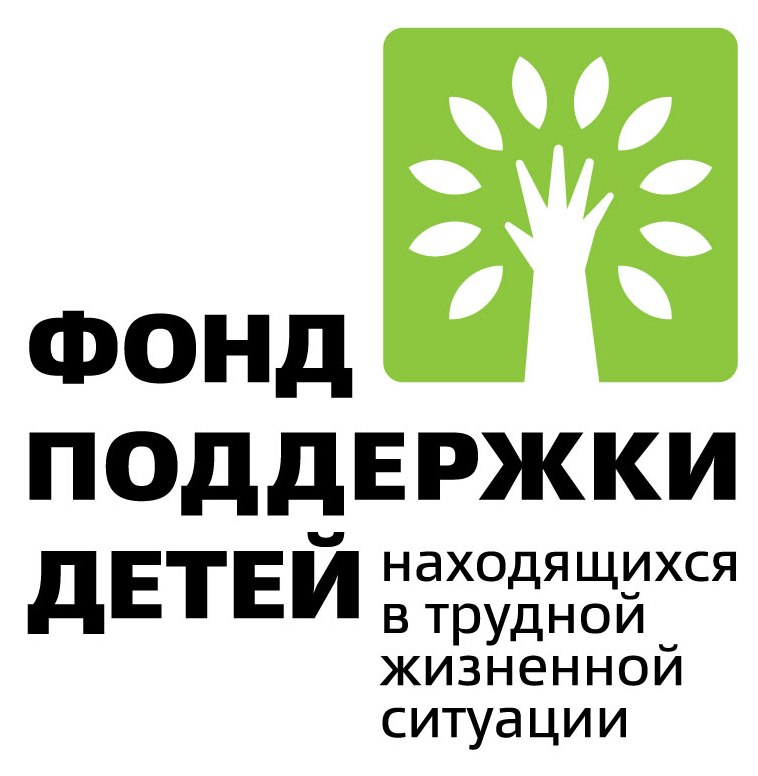 ФОНД
ПОДДЕРЖКИ
ДЕТЕЙ
находящихся
в трудной
жизненной
ситуации